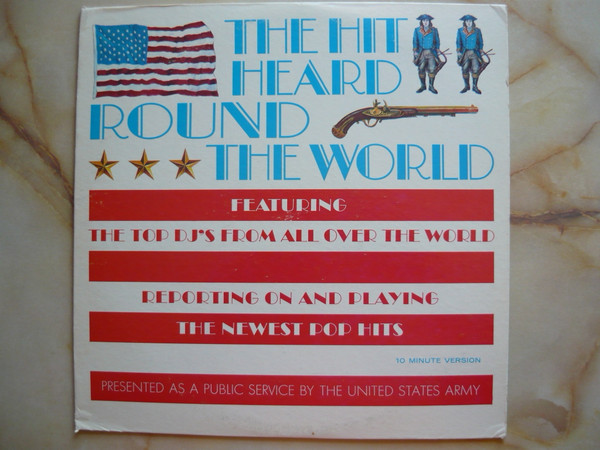 THE HIT
HEARD
ROUND
THE WORLD
FEATURING
THE TOP DJ'S FROM ALL OVER THE WORLD
REPORTING ON AND PLAYING
THE NEWEST POP HITS
10 MINUTE VERSION
PRESENTED AS A PUBLIC SERVICE BY THE UNITED STATES ARMY